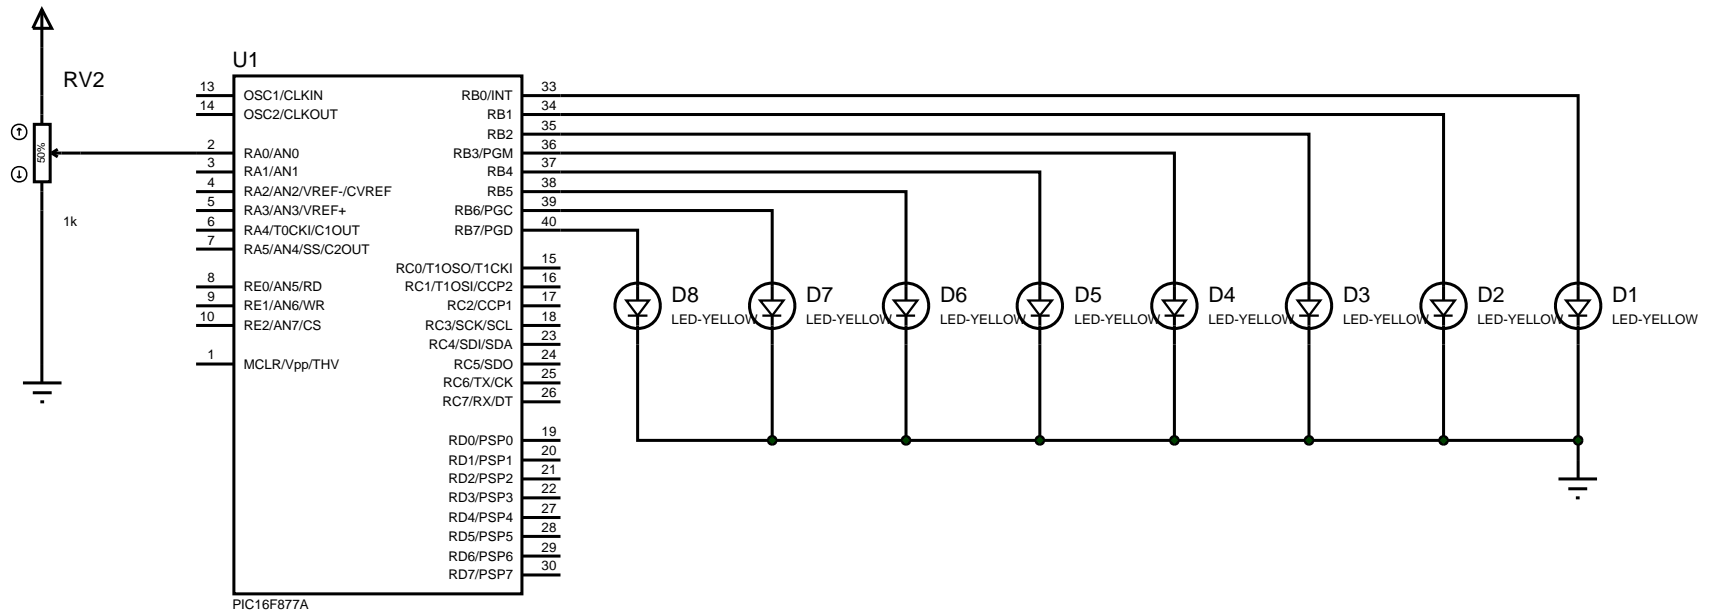 RV2
50%
1k
U1
13 OSC1/CLKIN
14 OSC2/CLKOUT
2 RA0/AN0
3 RA1/AN1
4 RA2/AN2/VREF-/CVREF
5 RA3/AN3/VREF+
6 RA4/T0CKI/C1OUT
7 RA5/AN4/SS/C2OUT
8 RE0/AN5/RD
9 RE1/AN6/WR
10 RE2/AN7/CS
1 MCLR/Vpp/THV
RB0/INT 33
RB1 34
RB2 35
RB3/PGM 36
RB4 37
RB5 38
RB6/PGC 39
RB7/PGD 40
RC0/T1OSO/T1CKI 15
RC1/T1OSI/CCP2 16
RC2/CCP1 17
RC3/SCK/SCL 18
RC4/SDI/SDA 23
RC5/SDO 24
RC6/TX/CK 25
RC7/RX/DT 26
RD0/PSP0 19
RD1/PSP1 20
RD2/PSP2 21
RD3/PSP3 22
RD4/PSP4 27
RD5/PSP5 28
RD6/PSP6 29
RD7/PSP7 30
PIC16F877A
D8
LED-YELLOW
D7
LED-YELLOW
D6
LED-YELLOW
D5
LED-YELLOW
D4
LED-YELLOW
D3
LED-YELLOW
D2
LED-YELLOW
D1
LED-YELLOW